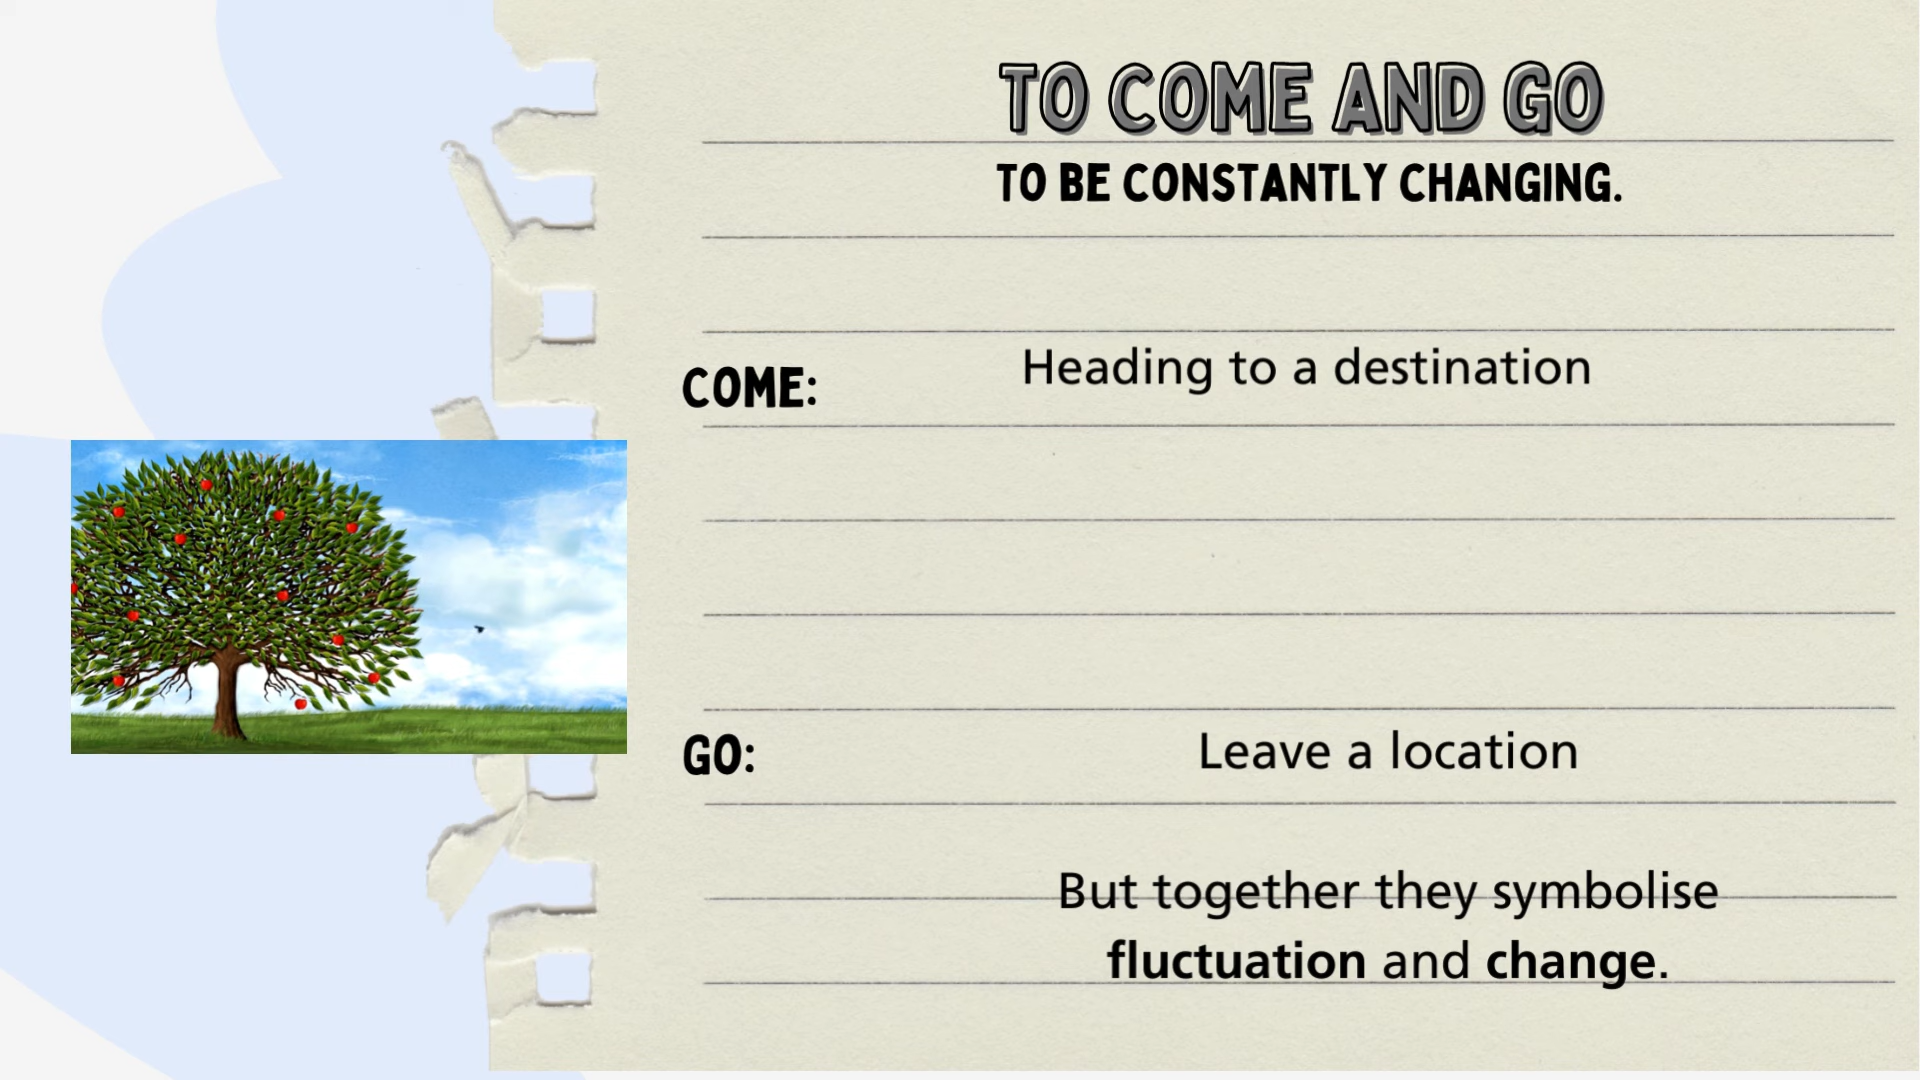 TO COME AND GO
TO BE CONSTANTLY CHANGING.
COME: Heading to a destination
GO: Leave a location
But together they symbolise
fluctuation and change.